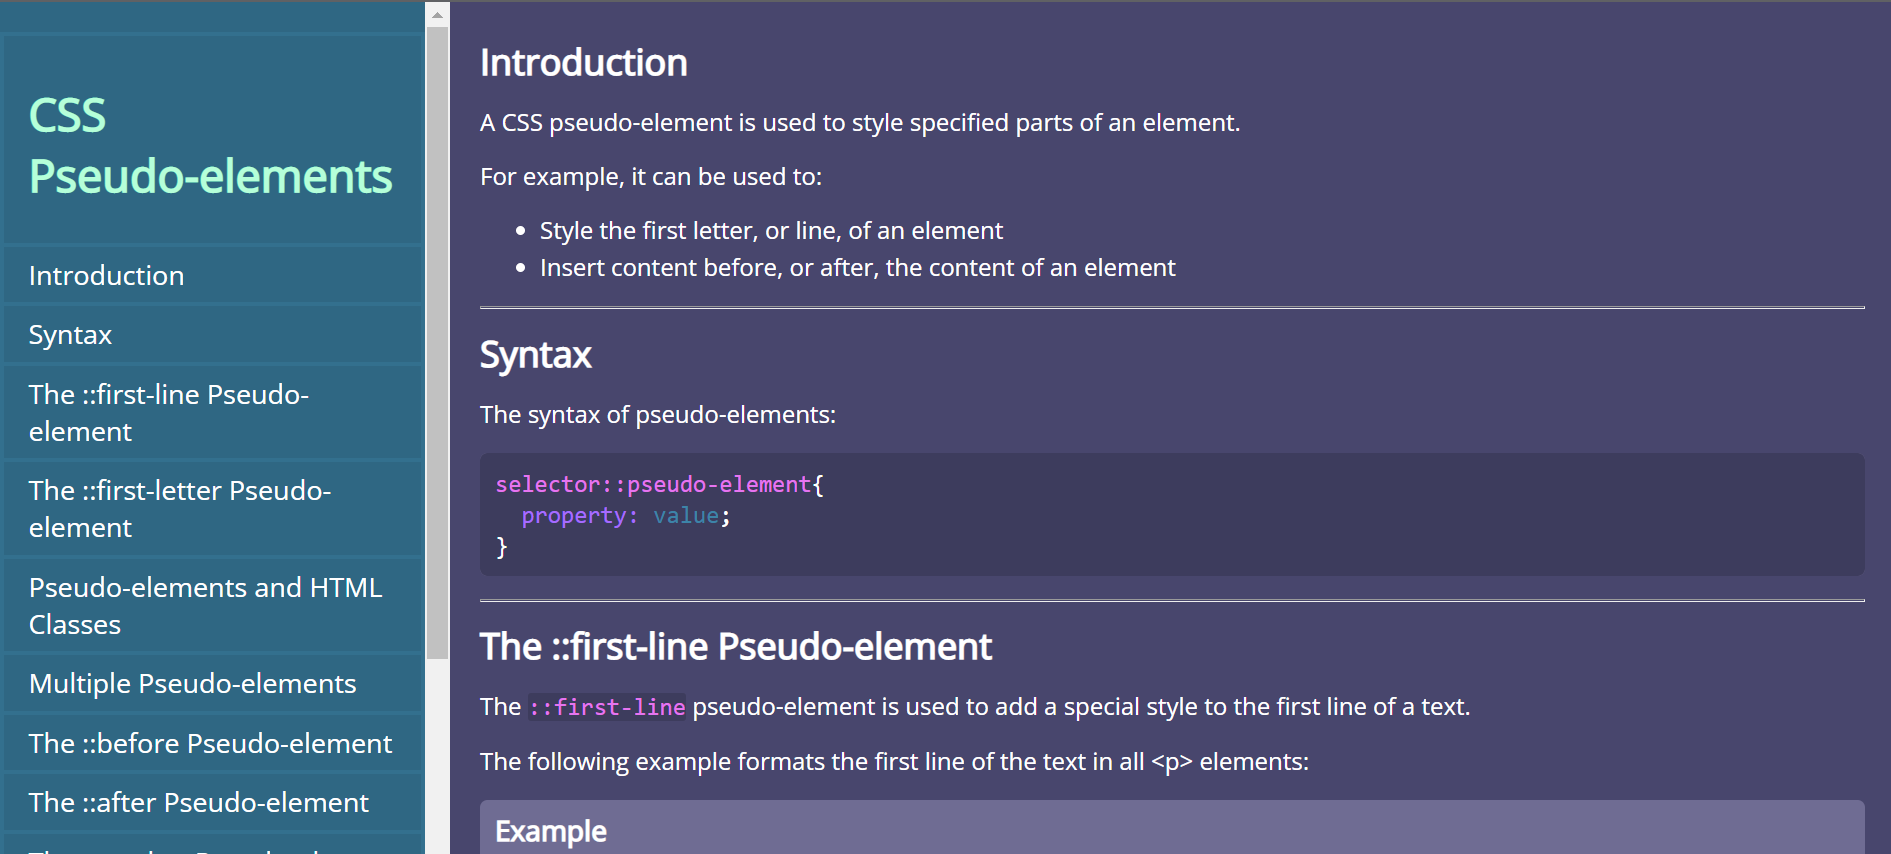 CSS
Pseudo-elements
Introduction
Syntax
The ::first-line Pseudo-
element
The ::first-letter Pseudo-
element
Pseudo-elements and HTML
Classes
Multiple Pseudo-elements
The ::before Pseudo-element
The ::after Pseudo-element
Introduction
A CSS pseudo-element is used to style specified parts of an element.
For example, it can be used to:
Style the first letter, or line, of an element
Insert content before, or after, the content of an element
Syntax
The syntax of pseudo-elements:
selector::pseudo-element{
  property: value;
}
The ::first-line Pseudo-element
The ::first-line pseudo-element is used to add a special style to the first line of a text.
The following example formats the first line of the text in all <p> elements:
Example